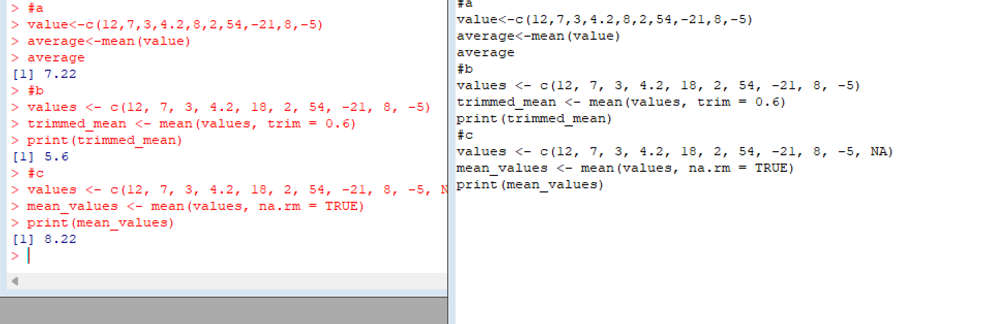 > #a
> value<-c(12,7,3,4.2,8,2,54,-21,8,-5)
> average<-mean(value)
> average
[1] 7.22
> #b
> values <- c(12, 7, 3, 4.2, 18, 2, 54, -21, 8, -5)
> trimmed_mean <- mean(values, trim = 0.6)
> print(trimmed_mean)
[1] 5.6
> #c
> values <- c(12, 7, 3, 4.2, 18, 2, 54, -21, 8, -5, N
> mean_values <- mean(values, na.rm = TRUE)
> print(mean_values)
[1] 8.22
>
#a
value<-c(12,7,3,4.2,8,2,54,-21,8,-5)
average<-mean(value)
average
#b
values <- c(12, 7, 3, 4.2, 18, 2, 54, -21, 8, -5)
trimmed_mean <- mean(values, trim = 0.6)
print(trimmed_mean)
#c
values <- c(12, 7, 3, 4.2, 18, 2, 54, -21, 8, -5, NA)
mean_values <- mean(values, na.rm = TRUE)
print(mean_values)